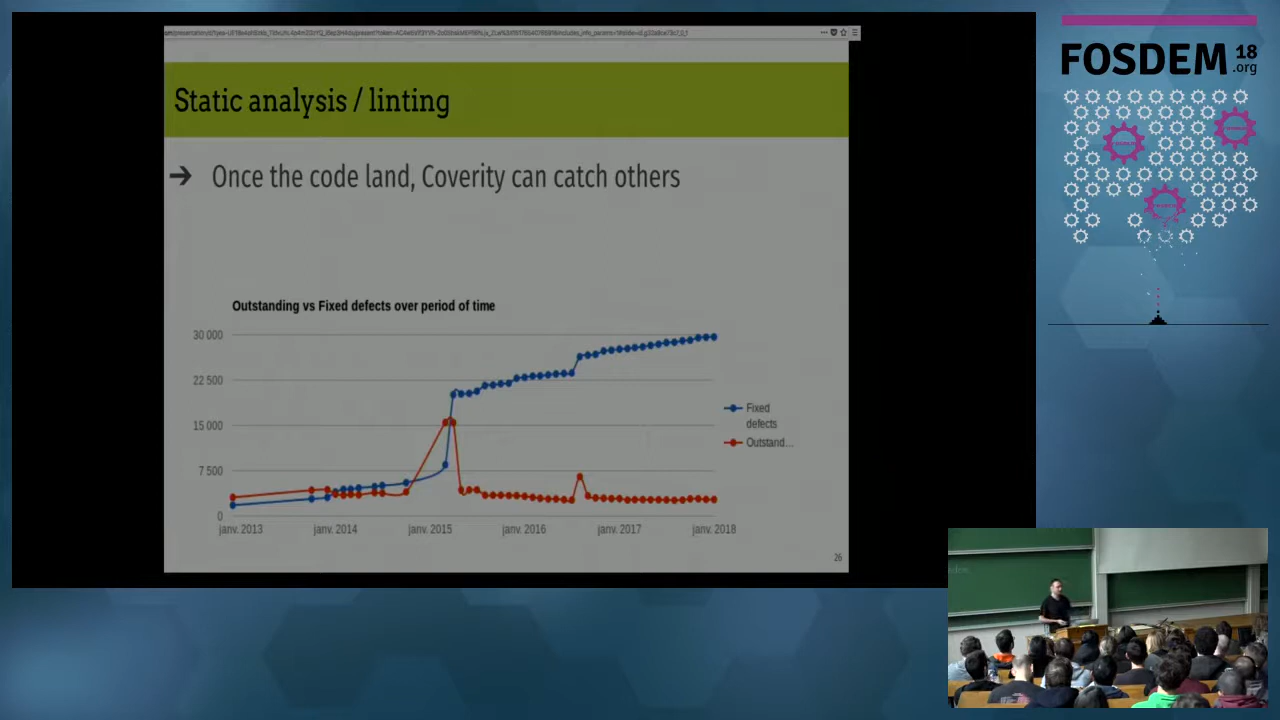 FOSDEM 18
.org
Static analysis / linting
➔ Once the code land, Coverity can catch others
Outstanding vs Fixed defects over period of time
30 000
22 500
15 000
7 500
0
janv. 2013
janv. 2014
janv. 2015
janv. 2016
janv. 2017
janv. 2018
Fixed
defects
Outstand...
26